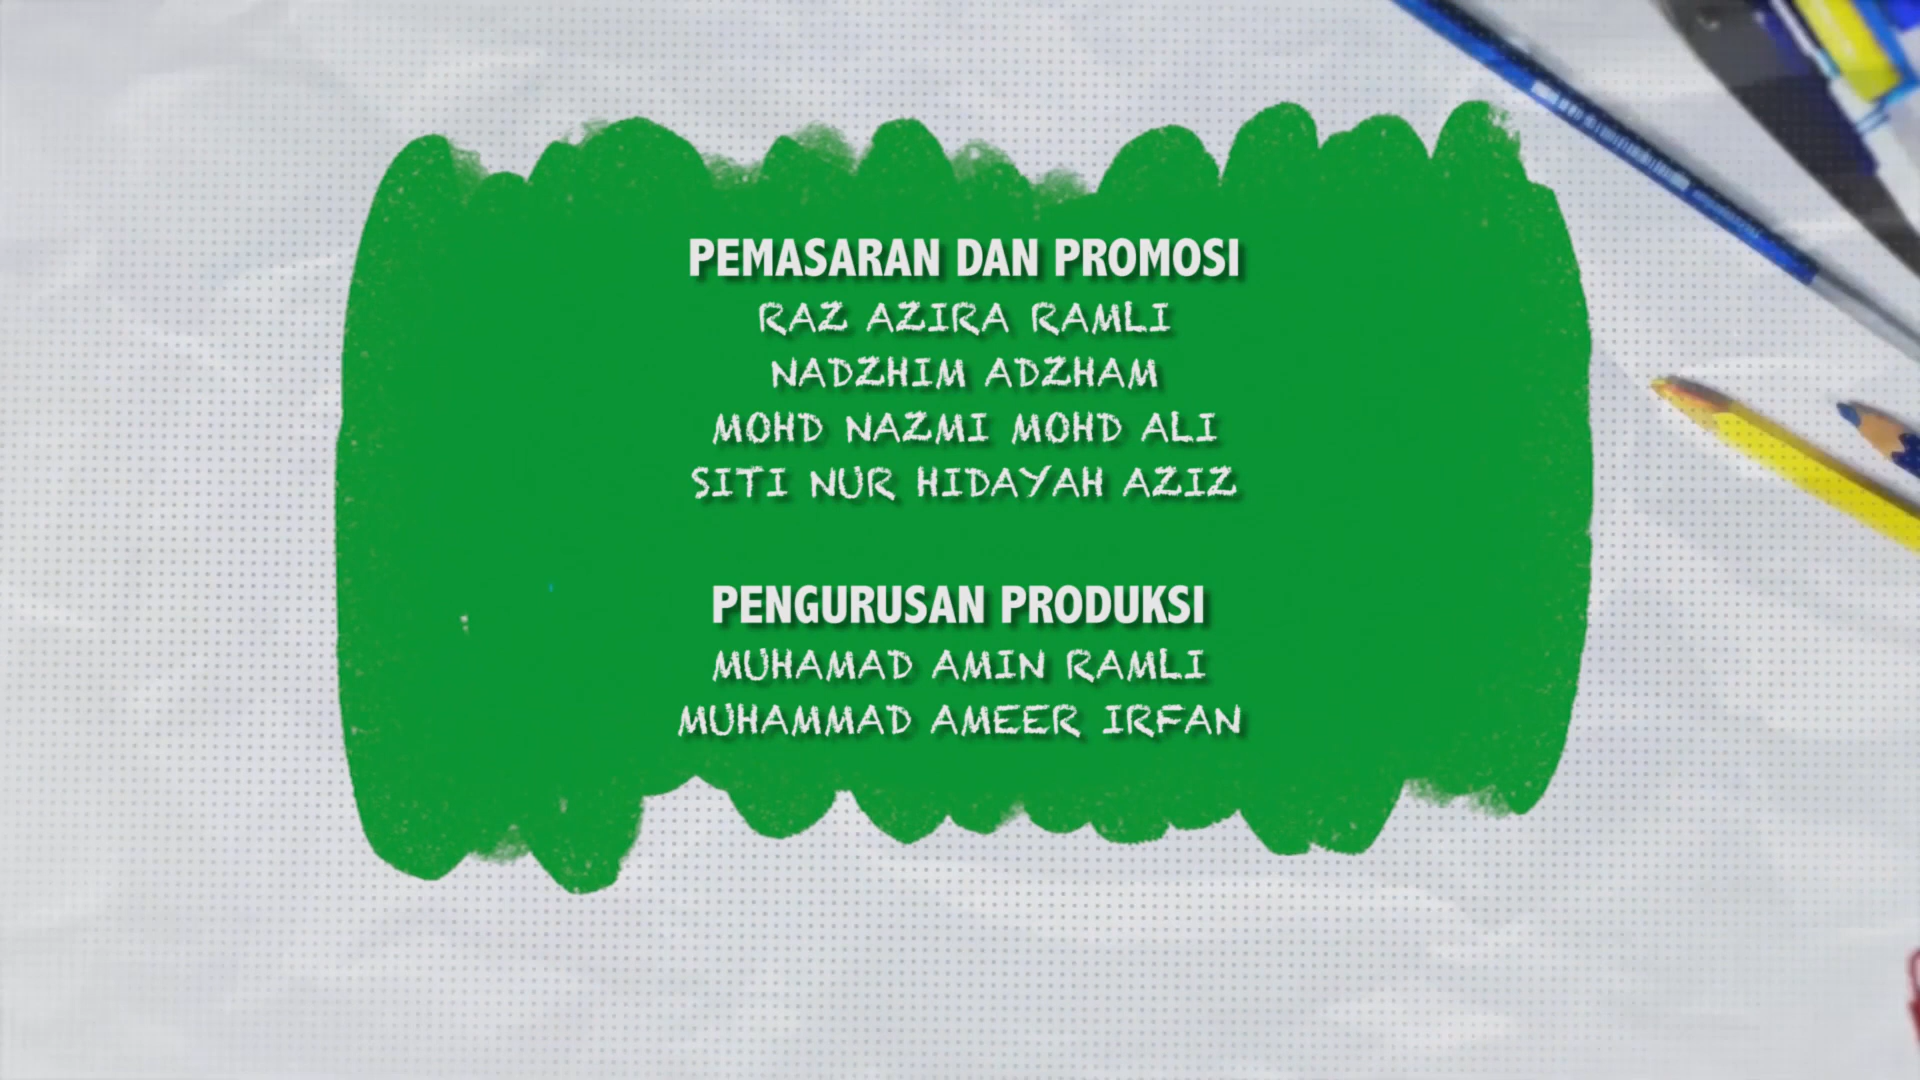 PEMASARAN DAN PROMOSI
RAZ AZIRA RAMLI
NADZHIM ADZHAM
MOHD NAZMI MOHD ALI
SITI NUR HIDAYAH AZIZ
PENGURUSAN PRODUKSI
MUHAMAD AMIN RAMLI
MUHAMMAD AMEER IRFAN